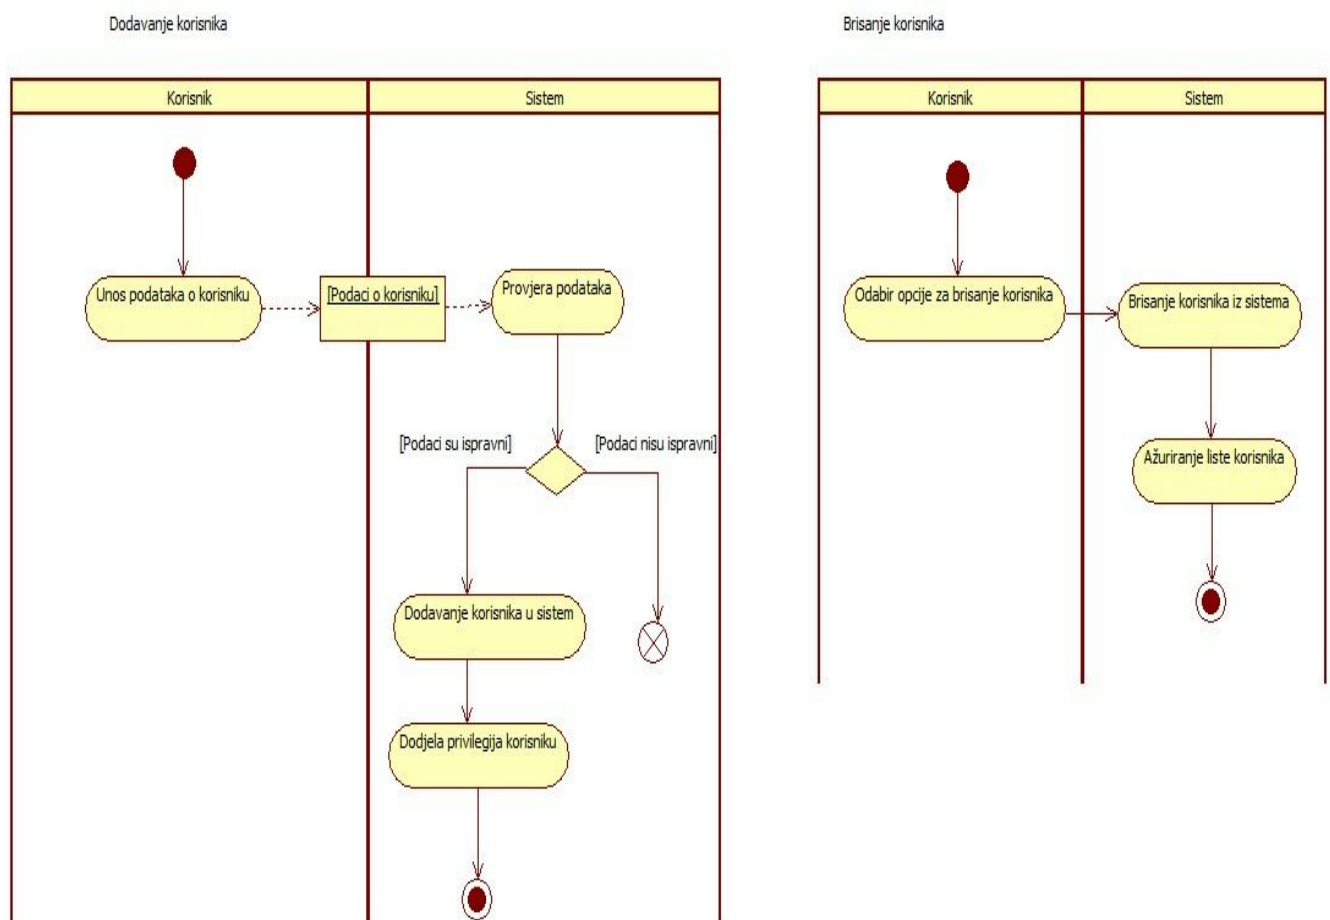 Dodavanje korisnika
Korisnik
Sistem
Unos podataka o korisniku
[Podaci o korisniku]
Provjera podataka
[Podaci su ispravni]
[Podaci nisu ispravni]
Dodavanje korisnika u sistem
Dodjela privilegija korisniku
Brisanje korisnika
Korisnik
Sistem
Odabir opcije za brisanje korisnika
Brisanje korisnika iz sistema
Ažuriranje liste korisnika